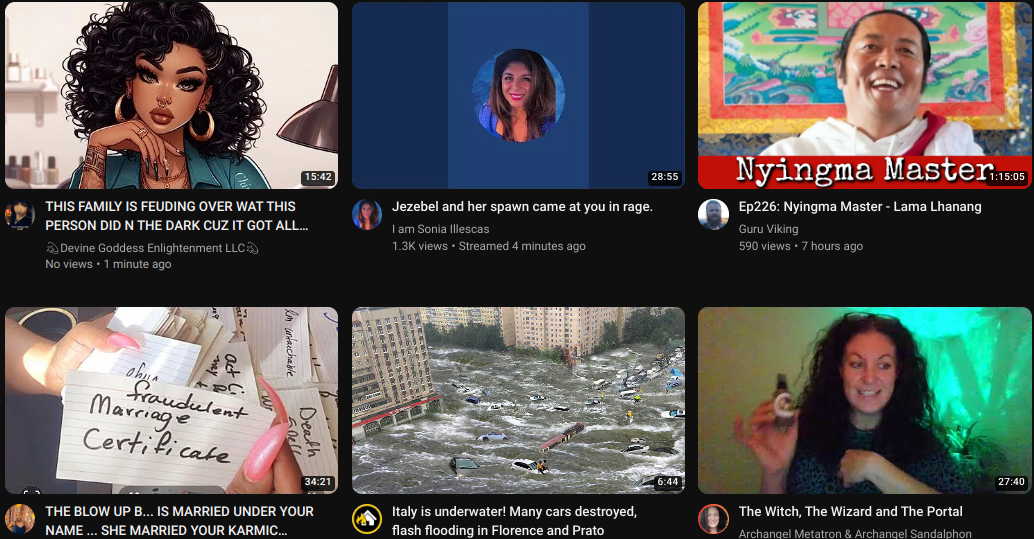 15:42
28:55
Nyingma Master
1:15:05
THIS FAMILY IS FEUDING OVER WAT THIS
PERSON DID N THE DARK CUZ IT GOT ALL…
Devine Goddess Enlightenment LLC
No views • 1 minute ago
Jezebel and her spawn came at you in rage.
I am Sonia Illescas
1.3K views • Streamed 4 minutes ago
Ep226: Nyingma Master - Lama Lhanang
Guru Viking
590 views • 7 hours ago
fraudulent
Marriage
Certificate
Death
34:21
6:44
27:40
THE BLOW UP B... IS MARRIED UNDER YOUR
NAME ... SHE MARRIED YOUR KARMIC…
Italy is underwater! Many cars destroyed,
flash flooding in Florence and Prato
The Witch, The Wizard and The Portal
Archangel Metatron & Archangel Sandalphon